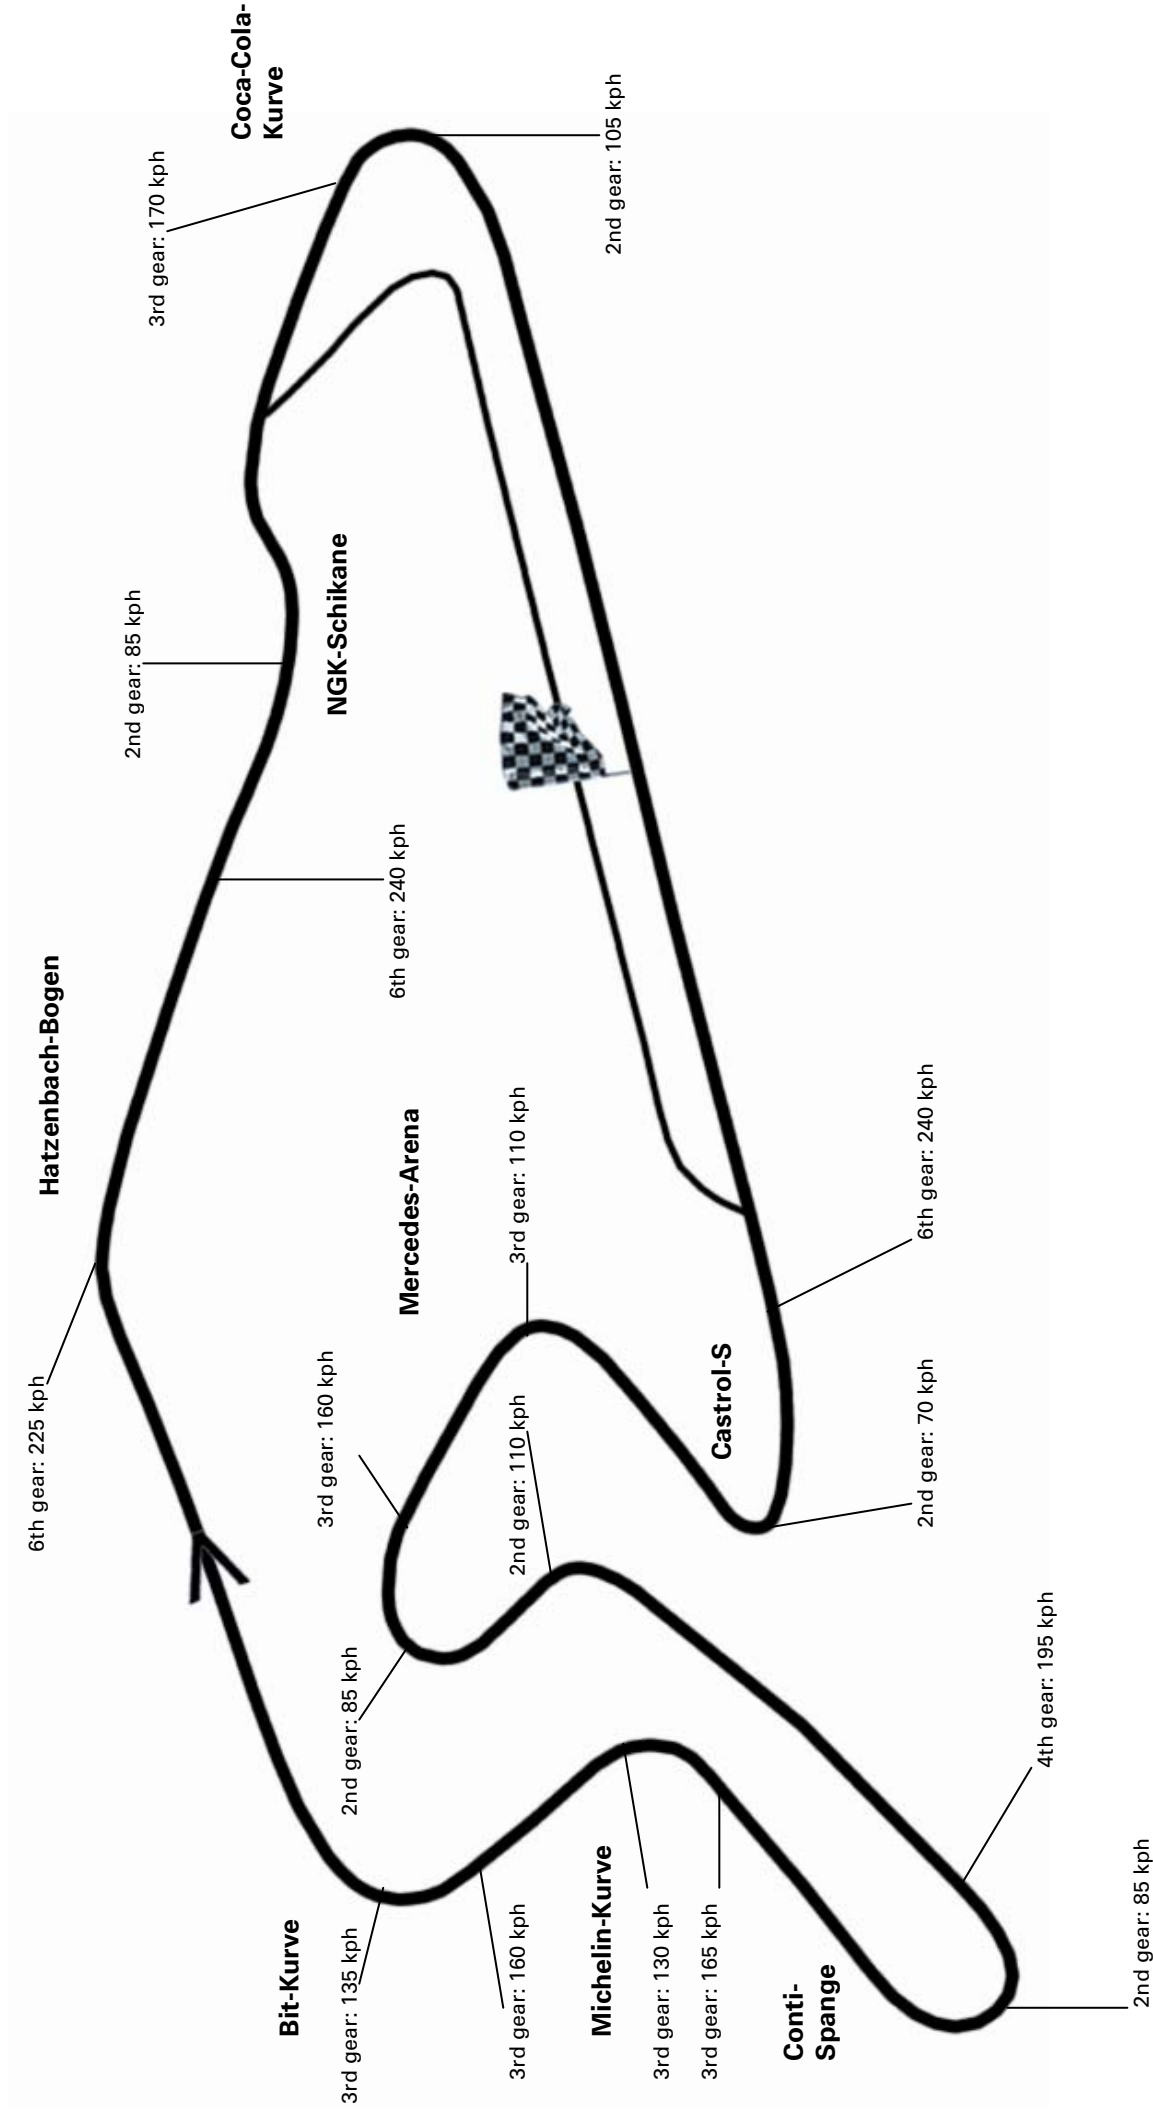 Coca-Cola-
Kurve
3rd gear: 170 kph
2nd gear: 105 kph
NGK-Schikane
2nd gear: 85 kph
6th gear: 240 kph
Hatzenbach-Bogen
6th gear: 225 kph
Mercedes-Arena
3rd gear: 110 kph
3rd gear: 160 kph
2nd gear: 110 kph
2nd gear: 85 kph
Castrol-S
6th gear: 240 kph
2nd gear: 70 kph
4th gear: 195 kph
2nd gear: 85 kph
Bit-Kurve
3rd gear: 135 kph
3rd gear: 160 kph
Michelin-Kurve
3rd gear: 130 kph
3rd gear: 165 kph
Conti-
Spange